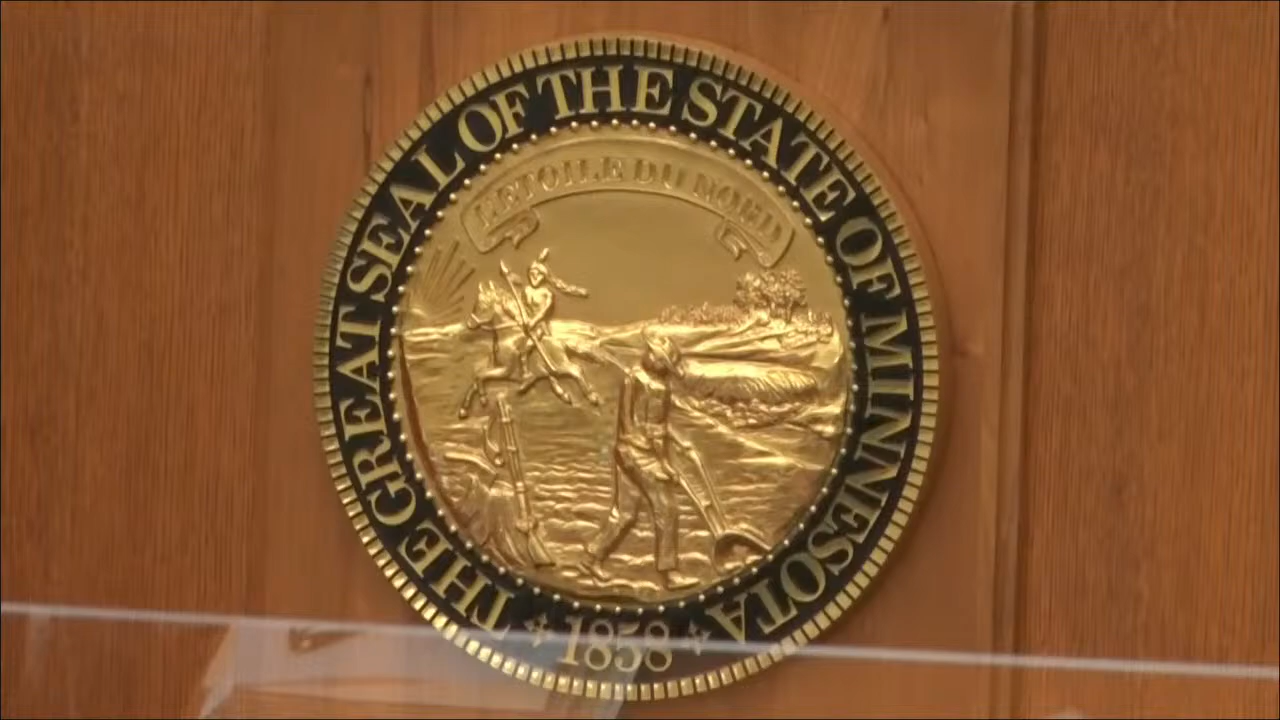 THE GREAT SEAL OF THE STATE OF MINNESOTA
L'ETOILE DU NORD
1858